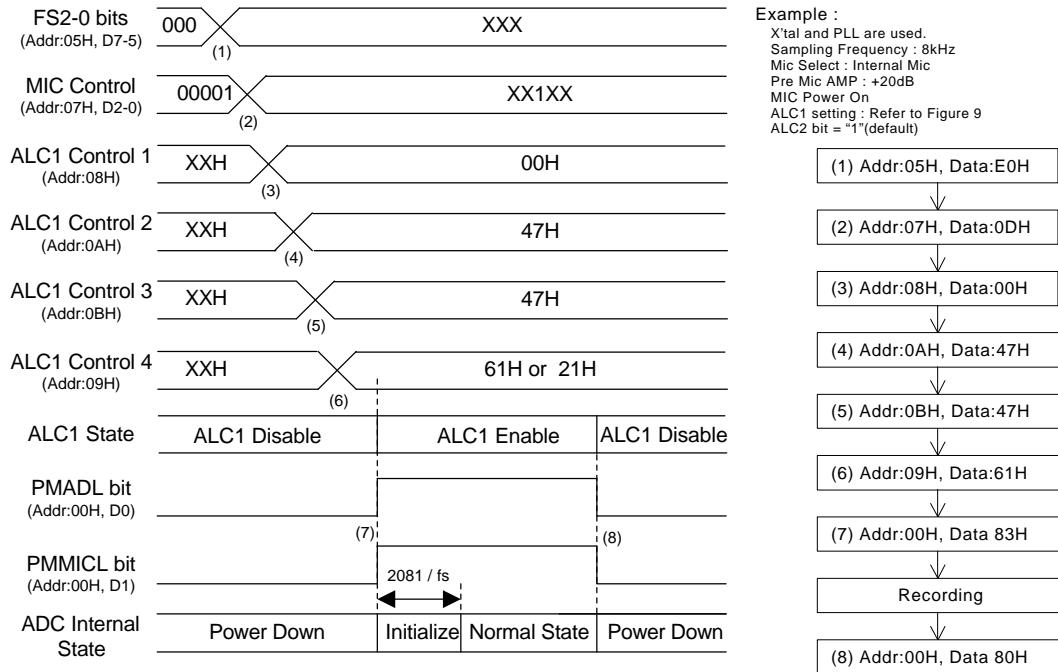 FS2-0 bits
(Addr:05H, D7-5)
000
XXX
(1)
MIC Control
(Addr:07H, D2-0)
00001
XX1XX
(2)
ALC1 Control 1
(Addr:08H)
XXH
00H
(3)
ALC1 Control 2
(Addr:0AH)
XXH
47H
(4)
ALC1 Control 3
(Addr:0BH)
XXH
47H
(5)
ALC1 Control 4
(Addr:09H)
XXH
61H or 21H
(6)
ALC1 State
ALC1 Disable
ALC1 Enable
ALC1 Disable
PMADL bit
(Addr:00H, D0)
(7)
(8)
PMMICL bit
(Addr:00H, D1)
2081 / fs
ADC Internal
State
Power Down
Initialize
Normal State
Power Down
Example :
X'tal and PLL are used.
Sampling Frequency : 8kHz
Mic Select : Internal Mic
Pre Mic AMP : +20dB
MIC Power On
ALC1 setting : Refer to Figure 9
ALC2 bit = “1”(default)
(1) Addr:05H, Data:E0H
(2) Addr:07H, Data:0DH
(3) Addr:08H, Data:00H
(4) Addr:0AH, Data:47H
(5) Addr:0BH, Data:47H
(6) Addr:09H, Data:61H
(7) Addr:00H, Data 83H
Recording
(8) Addr:00H, Data 80H